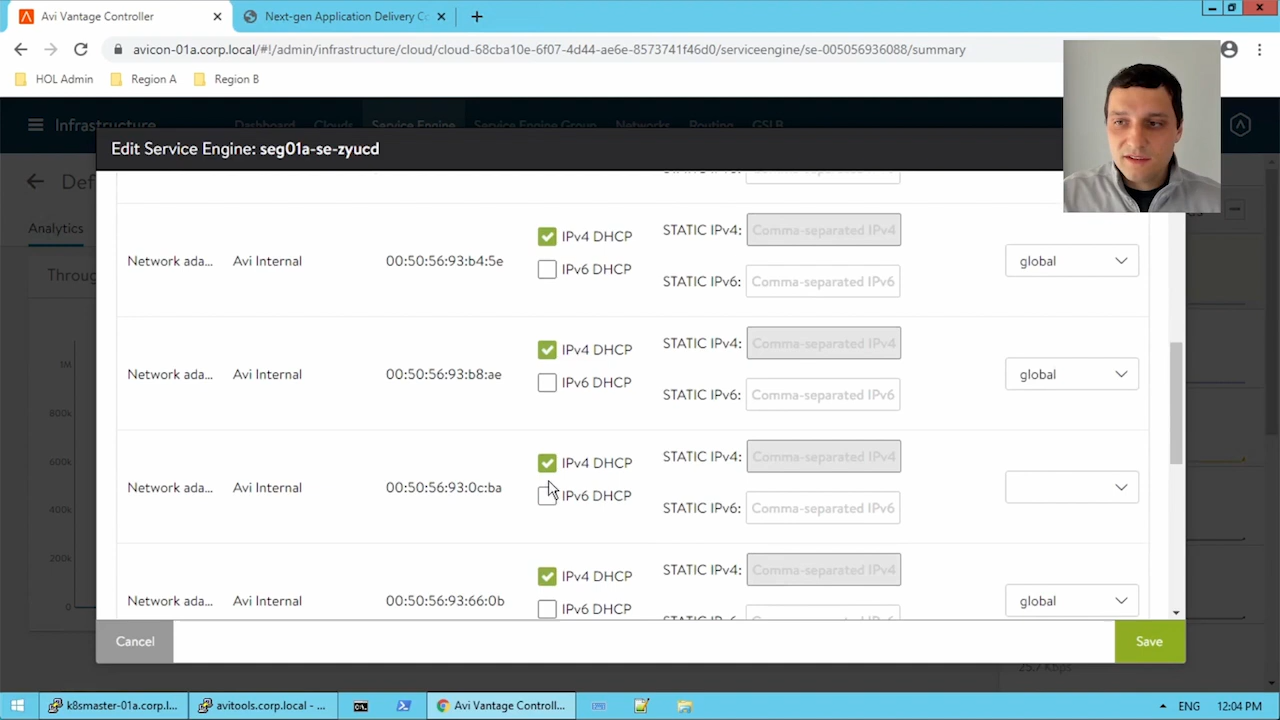 Avi Vantage Controller
Next-gen Application Delivery Co
avicon-01a.corp.local/#!/admin/infrastructure/cloud/cloud-68cba10e-6f07-4d44-ae6e-8573741f46d0/serviceengine/se-005056936088/summary
HOL Admin
Region A
Region B
Infrastructure
Dashboard
Clouds
Service Engine
Service Engine Group
Networks
Routing
GSLB
Edit Service Engine: seg01a-se-zyucd
Def
Analytics
Throug
1M
800k
600k
400k
200k
0
IPv4 DHCP
STATIC IPv4: Comma-separated IPv4
Network ada... Avi Internal 00:50:56:93:b4:5e
global
IPv6 DHCP
STATIC IPv6: Comma-separated IPv6
IPv4 DHCP
STATIC IPv4: Comma-separated IPv4
Network ada... Avi Internal 00:50:56:93:b8:ae
global
IPv6 DHCP
STATIC IPv6: Comma-separated IPv6
IPv4 DHCP
STATIC IPv4: Comma-separated IPv4
Network ada... Avi Internal 00:50:56:93:0c:ba
IPv6 DHCP
STATIC IPv6: Comma-separated IPv6
IPv4 DHCP
STATIC IPv4: Comma-separated IPv4
Network ada... Avi Internal 00:50:56:93:66:0b
global
IPv6 DHCP
Cancel
Save
k8smaster-01a.corp.l...
avitools.corp.local - ...
Avi Vantage Controll...
ENG
12:04 PM